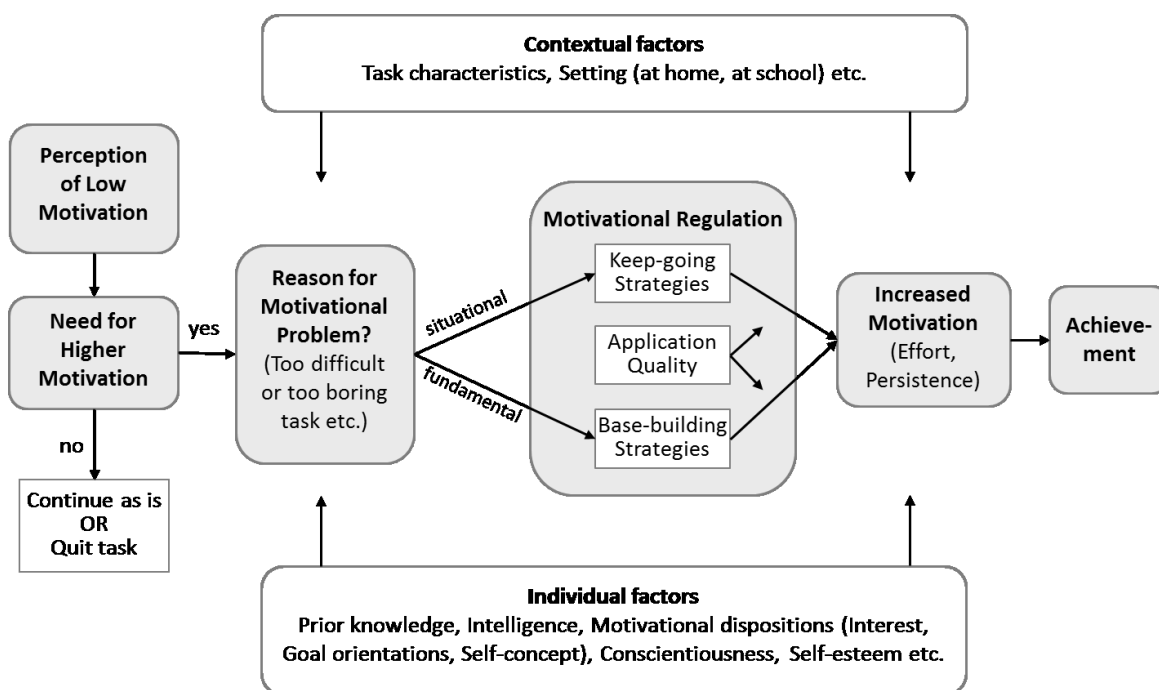 Contextual factors
Task characteristics, Setting (at home, at school) etc.
Perception
of Low
Motivation
Need for
Higher
Motivation
yes
no
Continue as is
OR
Quit task
Reason for
Motivational
Problem?
(Too difficult
or too boring
task etc.)
situational
fundamental
Motivational Regulation
Keep-going
Strategies
Application
Quality
Base-building
Strategies
Increased
Motivation
(Effort,
Persistence)
Achieve-
ment
Individual factors
Prior knowledge, Intelligence, Motivational dispositions (Interest,
Goal orientations, Self-concept), Conscientiousness, Self-esteem etc.